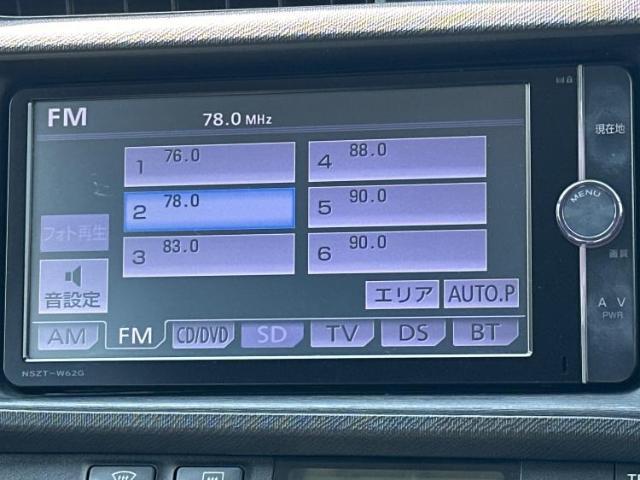 FM
78.0 MHz
1 76.0
4 88.0
2 78.0
5 90.0
3 83.0
6 90.0
フォト再生
音設定
エリア
AUTO.P
AM
FM
CD/DVD
SD
TV
DS
BT
NSZT-W62G
現在地
MENU
画質
A V
PWR